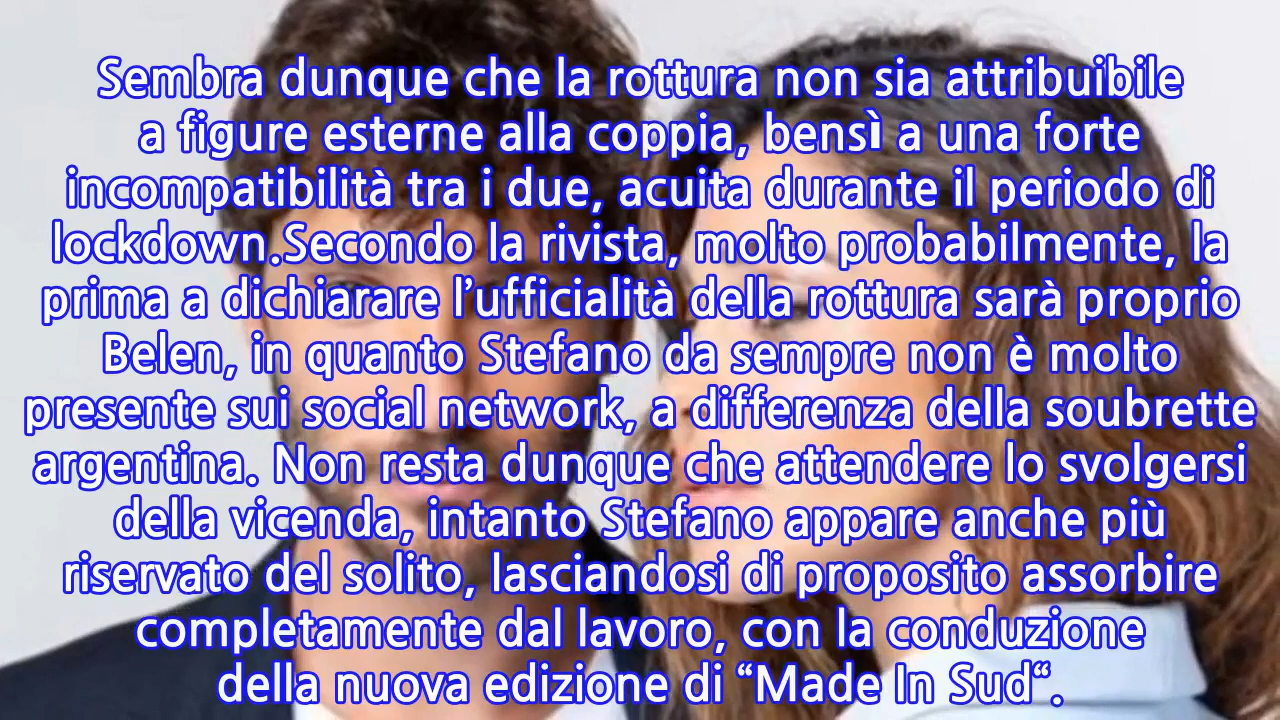 Sembra dunque che la rottura non sia attribuibile
a figure esterne alla coppia, bensì a una forte
incompatibilità tra i due, acuita durante il periodo di
lockdown.Secondo la rivista, molto probabilmente, la
prima a dichiarare l’ufficialità della rottura sarà proprio
Belen, in quanto Stefano da sempre non è molto
presente sui social network, a differenza della soubrette
argentina. Non resta dunque che attendere lo svolgersi
della vicenda, intanto Stefano appare anche più
riservato del solito, lasciandosi di proposito assorbire
completamente dal lavoro, con la conduzione
della nuova edizione di “Made In Sud“.